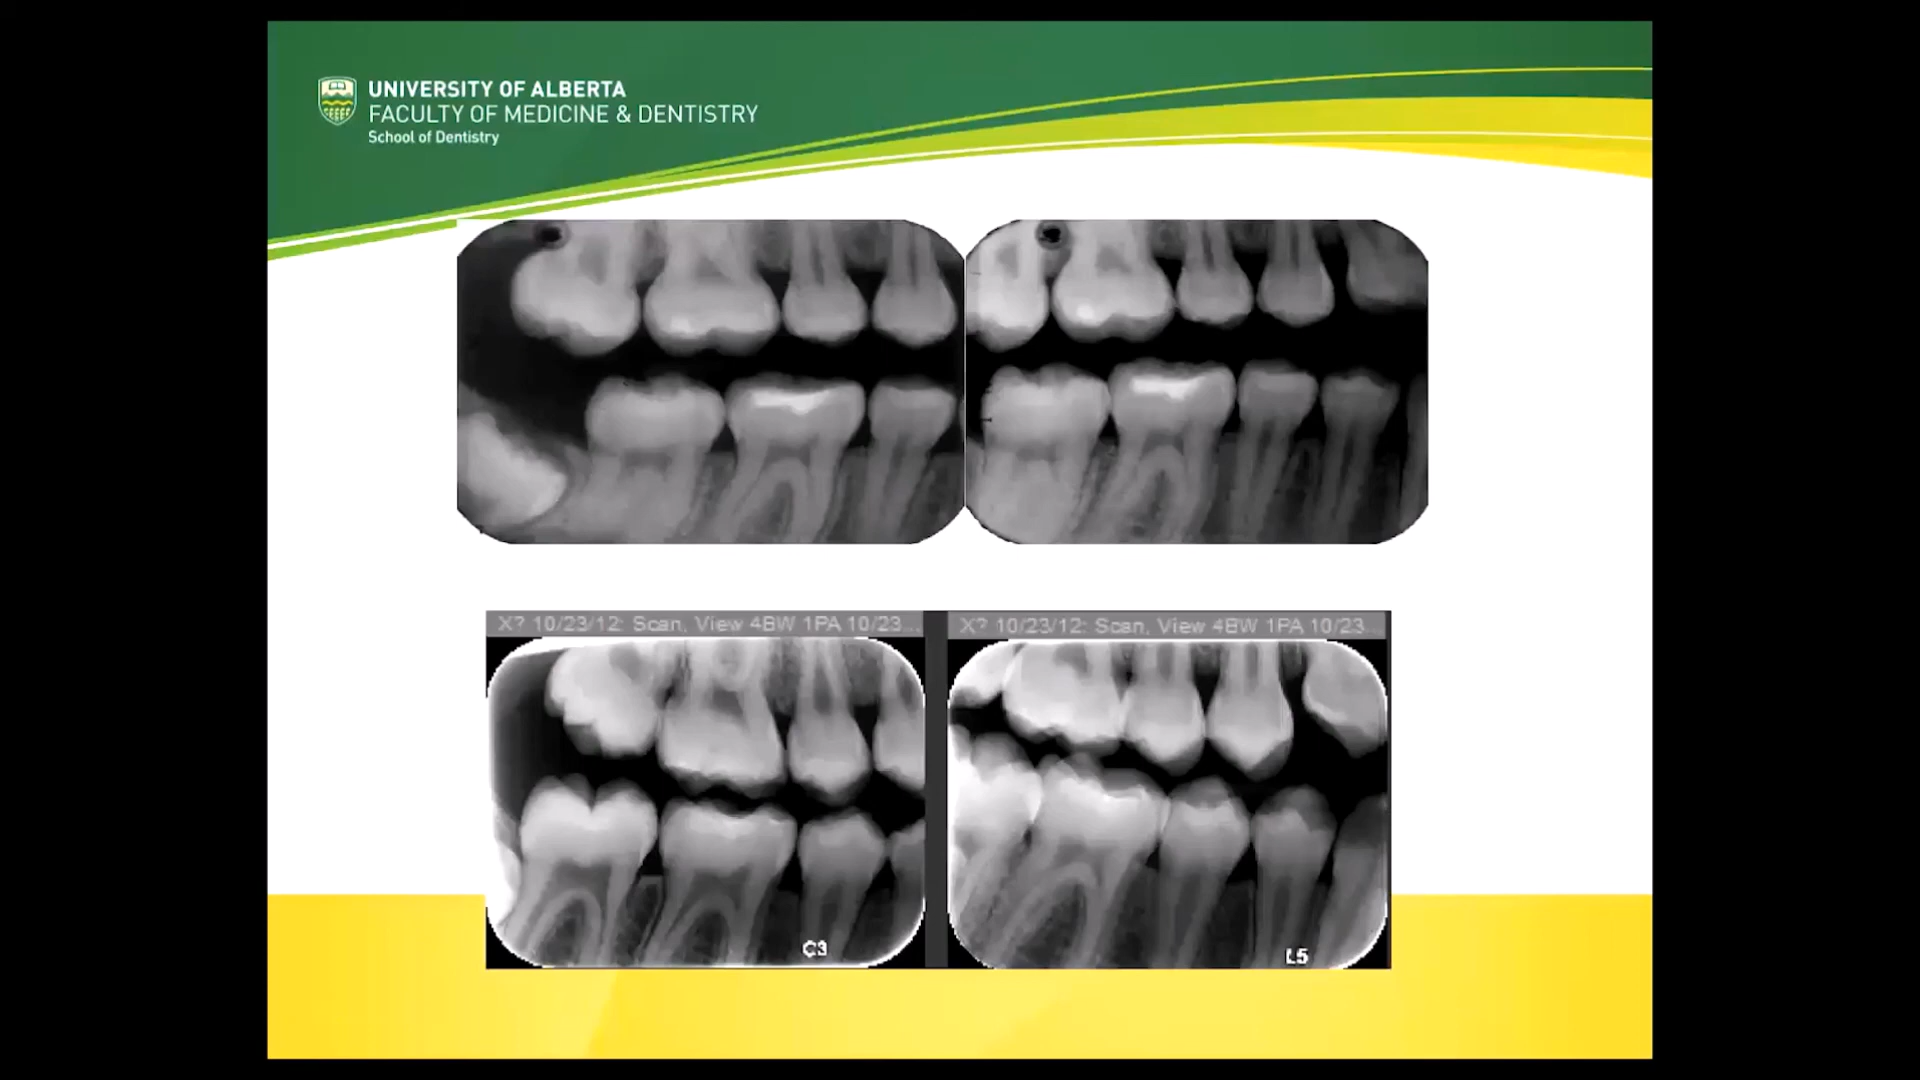 UNIVERSITY OF ALBERTA
FACULTY OF MEDICINE & DENTISTRY
School of Dentistry
X? 10/23/12: Scan, View 4BW 1PA 10/23...
X? 10/23/12: Scan, View 4BW 1PA 10/23...
C3
L5